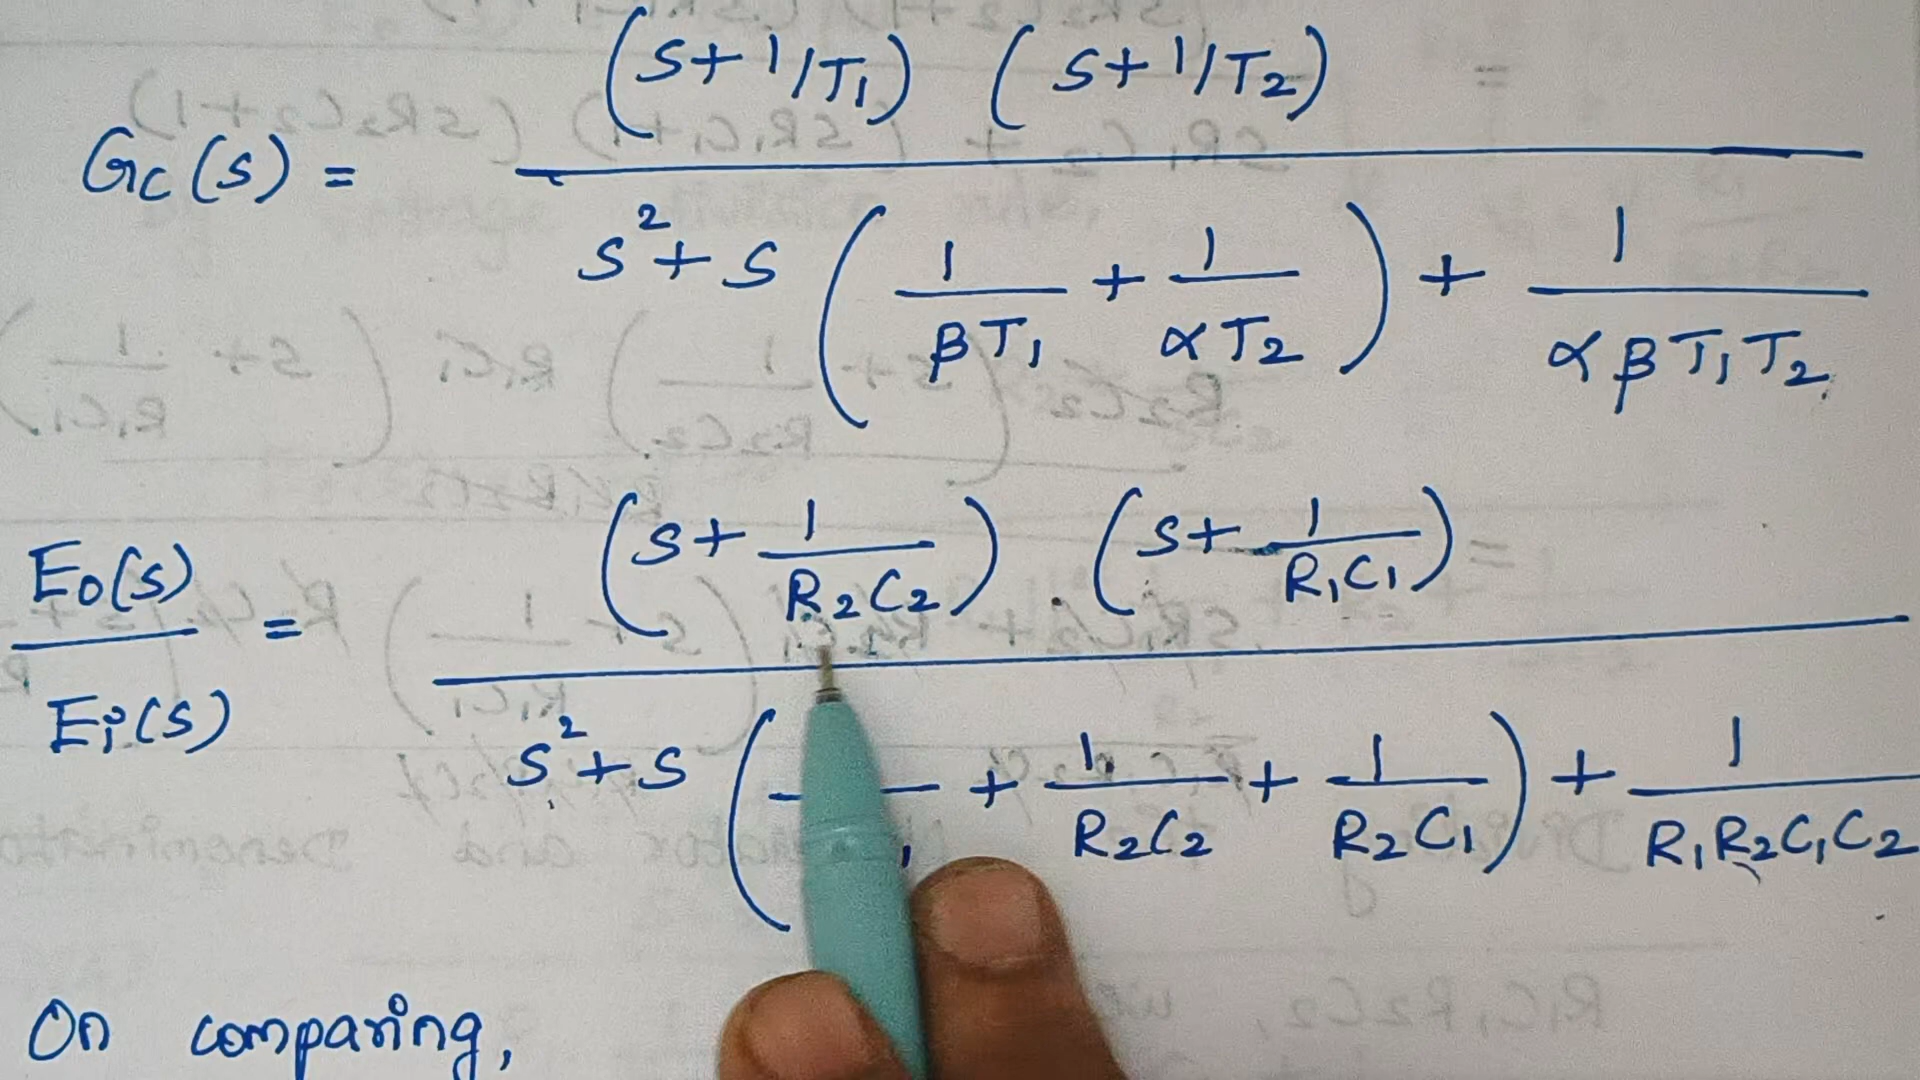 (S+1/T1) (S+1/T2)
Gc(s) =
s²+s (1/βT1 + 1/αT2) + 1/αβT1T2
(s+1/R2C2) . (s+1/R1C1)
Eo(s)/Ei(s) =
s²+s ( + 1/R2C2 + 1/R2C1) + 1/R1R2C1C2
On comparing,